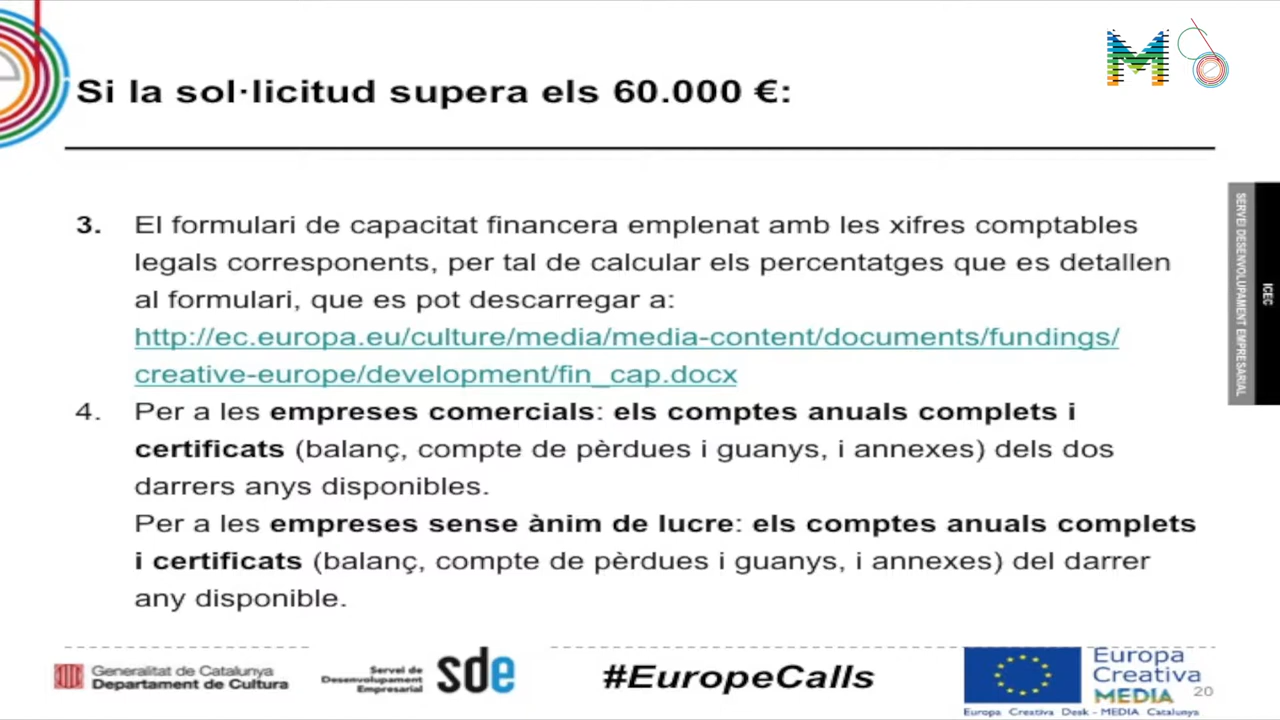 Si la sol·licitud supera els 60.000 €:
SERVEI DESENVOLUPAMENT EMPRESARIAL
ICEC
3. El formulari de capacitat financera emplenat amb les xifres comptables
legals corresponents, per tal de calcular els percentatges que es detallen
al formulari, que es pot descarregar a:
http://ec.europa.eu/culture/media/media-content/documents/fundings/
creative-europe/development/fin_cap.docx
4. Per a les empreses comercials: els comptes anuals complets i
certificats (balanç, compte de pèrdues i guanys, i annexes) dels dos
darrers anys disponibles.
Per a les empreses sense ànim de lucre: els comptes anuals complets
i certificats (balanç, compte de pèrdues i guanys, i annexes) del darrer
any disponible.
Generalitat de Catalunya
Departament de Cultura
Servei de
Desenvolupament
Empresarial
sde
#EuropeCalls
Europa
Creativa
MEDIA
20
Europa Creativa Desk - MEDIA Catalunya